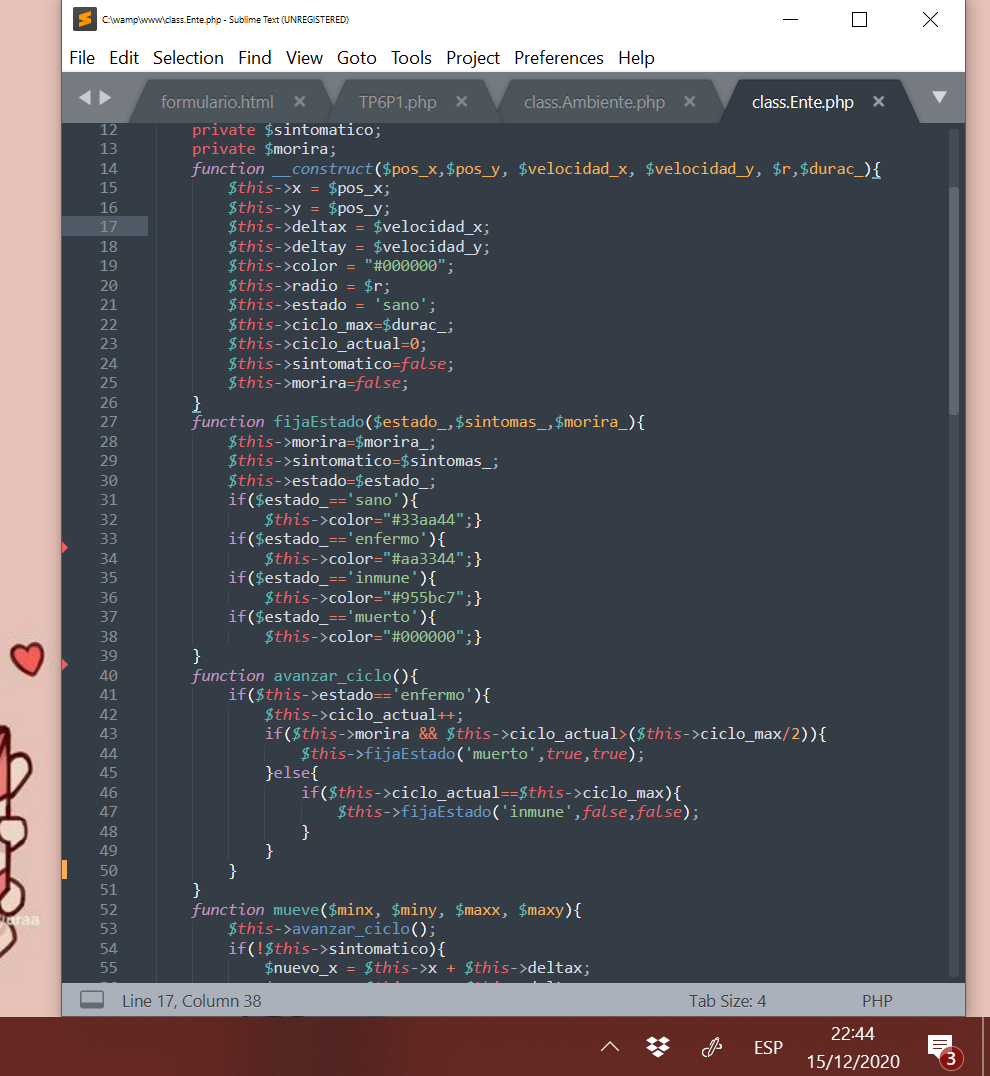 C:\wamp\www\class.Ente.php - Sublime Text (UNREGISTERED)
File Edit Selection Find View Goto Tools Project Preferences Help
formulario.html TP6P1.php class.Ambiente.php class.Ente.php
12 private $sintomatico;
13 private $morira;
14 function __construct($pos_x,$pos_y, $velocidad_x, $velocidad_y, $r,$durac_){
15 $this->x = $pos_x;
16 $this->y = $pos_y;
17 $this->deltax = $velocidad_x;
18 $this->deltay = $velocidad_y;
19 $this->color = "#000000";
20 $this->radio = $r;
21 $this->estado = 'sano';
22 $this->ciclo_max=$durac_;
23 $this->ciclo_actual=0;
24 $this->sintomatico=false;
25 $this->morira=false;
26 }
27 function fijaEstado($estado_,$sintomas_,$morira_){
28 $this->morira=$morira_;
29 $this->sintomatico=$sintomas_;
30 $this->estado=$estado_;
31 if($estado_=='sano'){
32 $this->color="#33aa44";}
33 if($estado_=='enfermo'){
34 $this->color="#aa3344";}
35 if($estado_=='inmune'){
36 $this->color="#955bc7";}
37 if($estado_=='muerto'){
38 $this->color="#000000";}
39 }
40 function avanzar_ciclo(){
41 if($this->estado=='enfermo'){
42 $this->ciclo_actual++;
43 if($this->morira && $this->ciclo_actual>($this->ciclo_max/2)){
44 $this->fijaEstado('muerto',true,true);
45 }else{
46 if($this->ciclo_actual==$this->ciclo_max){
47 $this->fijaEstado('inmune',false,false);
48 }
49 }
50 }
51 }
52 function mueve($minx, $miny, $maxx, $maxy){
53 $this->avanzar_ciclo();
54 if(!$this->sintomatico){
55 $nuevo_x = $this->x + $this->deltax;
Line 17, Column 38 Tab Size: 4 PHP
ESP
22:44
15/12/2020
3